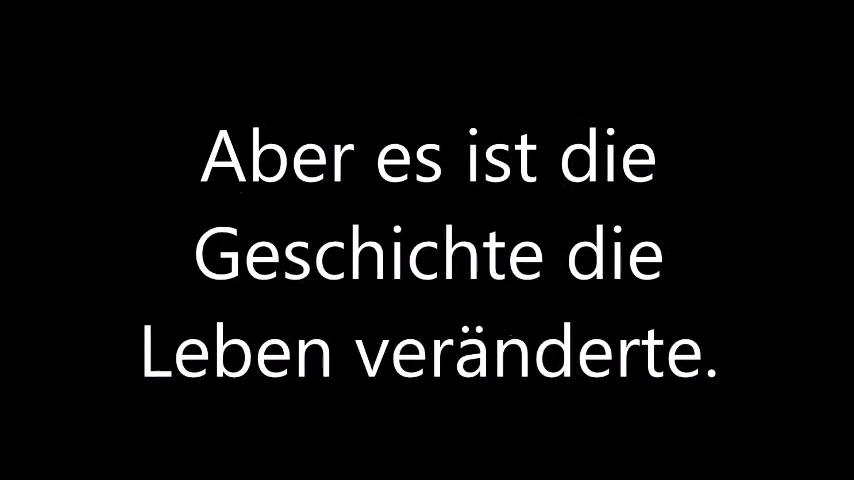 Aber es ist die
Geschichte die
Leben veränderte.